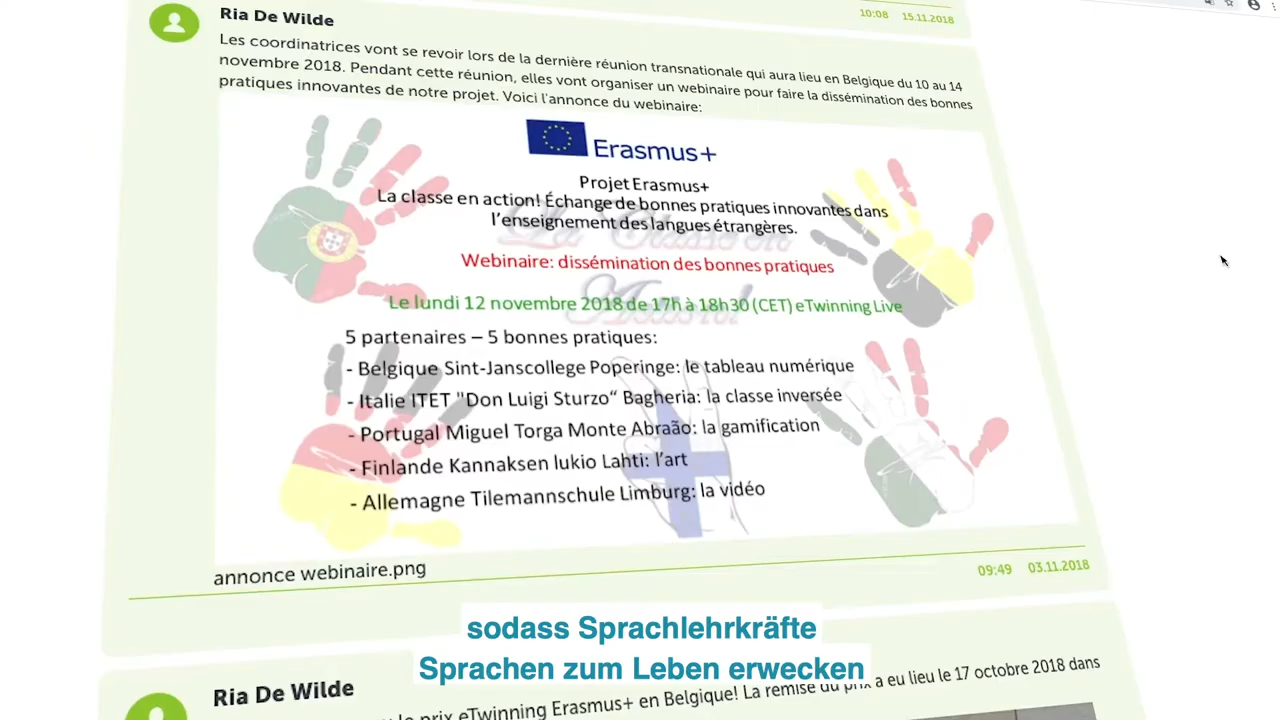 10:08 15.11.2018
Ria De Wilde
Les coordinatrices vont se revoir lors de la dernière réunion transnationale qui aura lieu en Belgique du 10 au 14
novembre 2018. Pendant cette réunion, elles vont organiser un webinaire pour faire la dissémination des bonnes
pratiques innovantes de notre projet. Voici l'annonce du webinaire:
Erasmus+
Projet Erasmus+
La classe en action! Échange de bonnes pratiques innovantes dans
l'enseignement des langues étrangères.
La Classe en
Webinaire: dissémination des bonnes pratiques
Le lundi 12 novembre 2018 de 17h à 18h30 (CET) eTwinning Live
5 partenaires – 5 bonnes pratiques:
- Belgique Sint-Janscollege Poperinge: le tableau numérique
- Italie ITET "Don Luigi Sturzo“ Bagheria: la classe inversée
- Portugal Miguel Torga Monte Abraão: la gamification
- Finlande Kannaksen lukio Lahti: l'art
- Allemagne Tilemannschule Limburg: la vidéo
annonce webinaire.png
09:49 03.11.2018
sodass Sprachlehrkräfte
Sprachen zum Leben erwecken
Ria De Wilde
le prix eTwinning Erasmus+ en Belgique! La remise du prix a eu lieu le 17 octobre 2018 dans